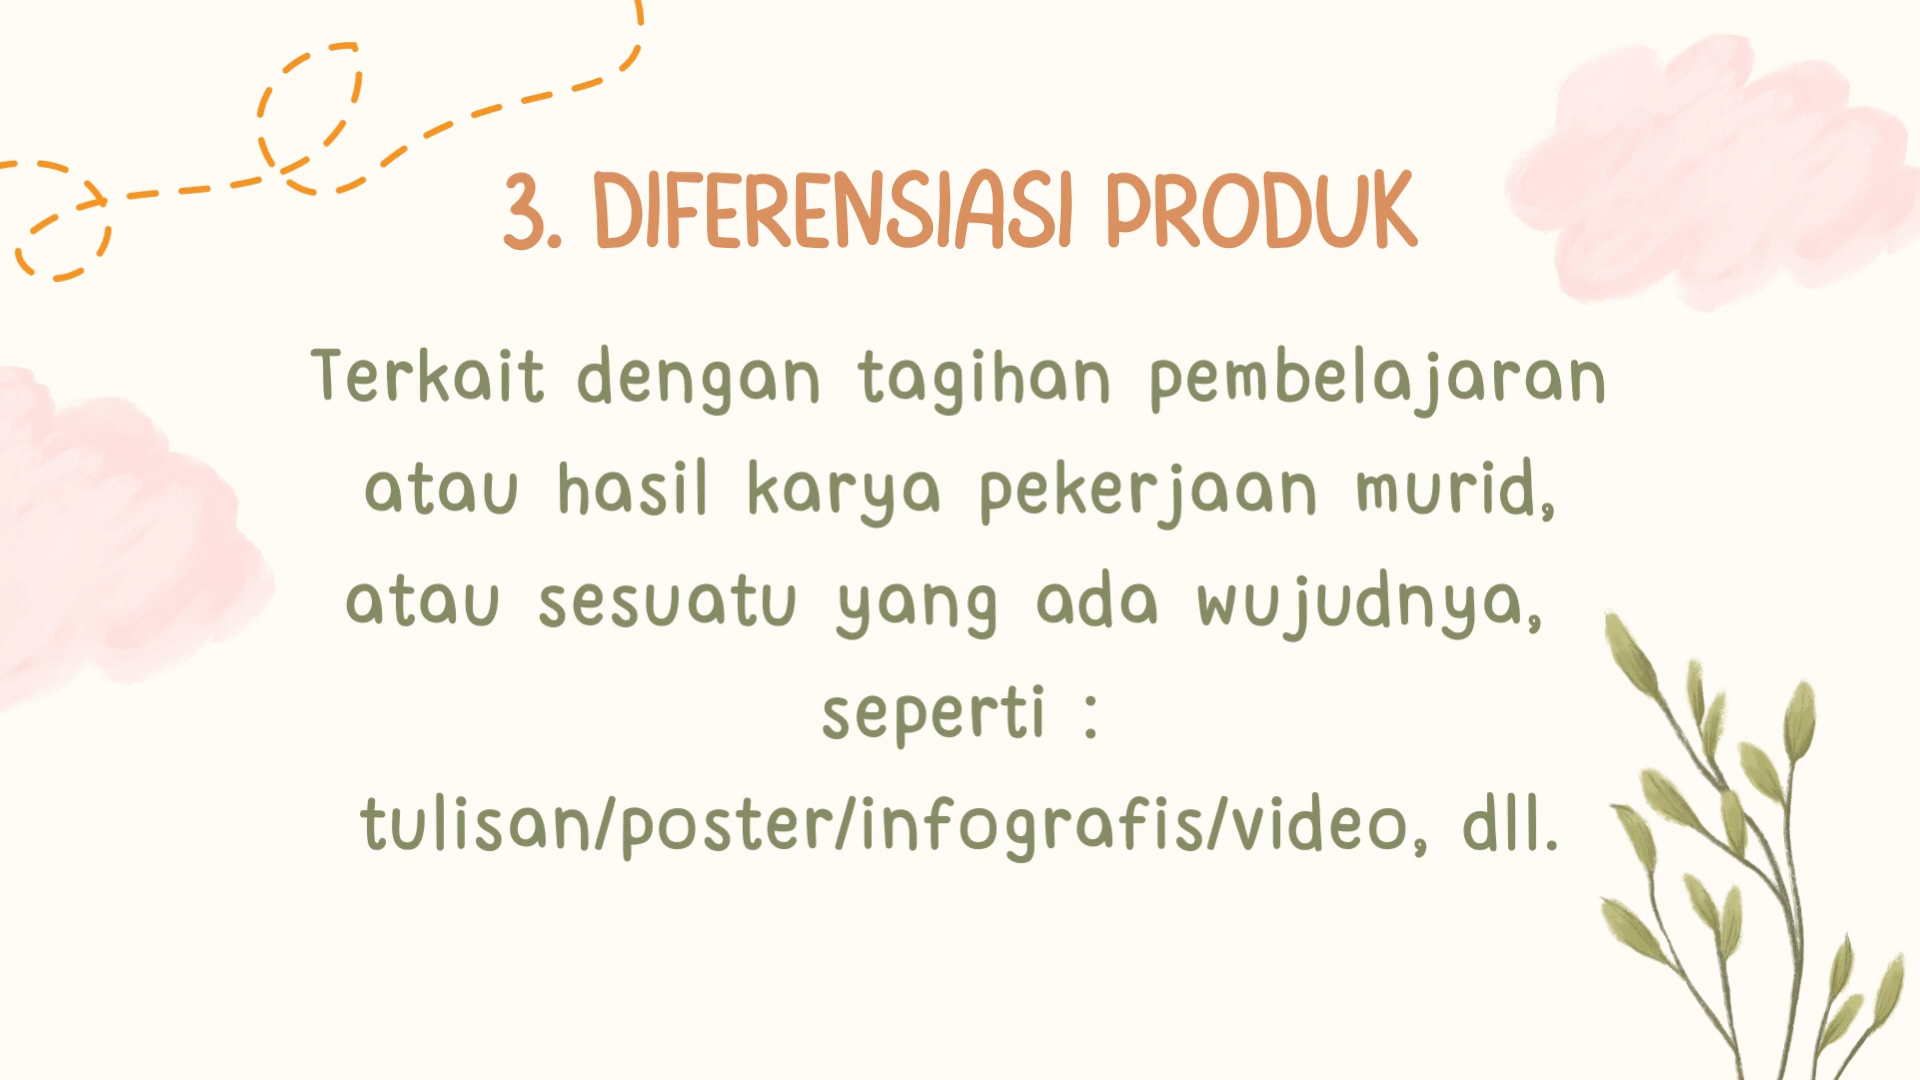 3. DIFERENSIASI PRODUK
Terkait dengan tagihan pembelajaran
atau hasil karya pekerjaan murid,
atau sesuatu yang ada wujudnya,
seperti :
tulisan/poster/infografis/video, dll.